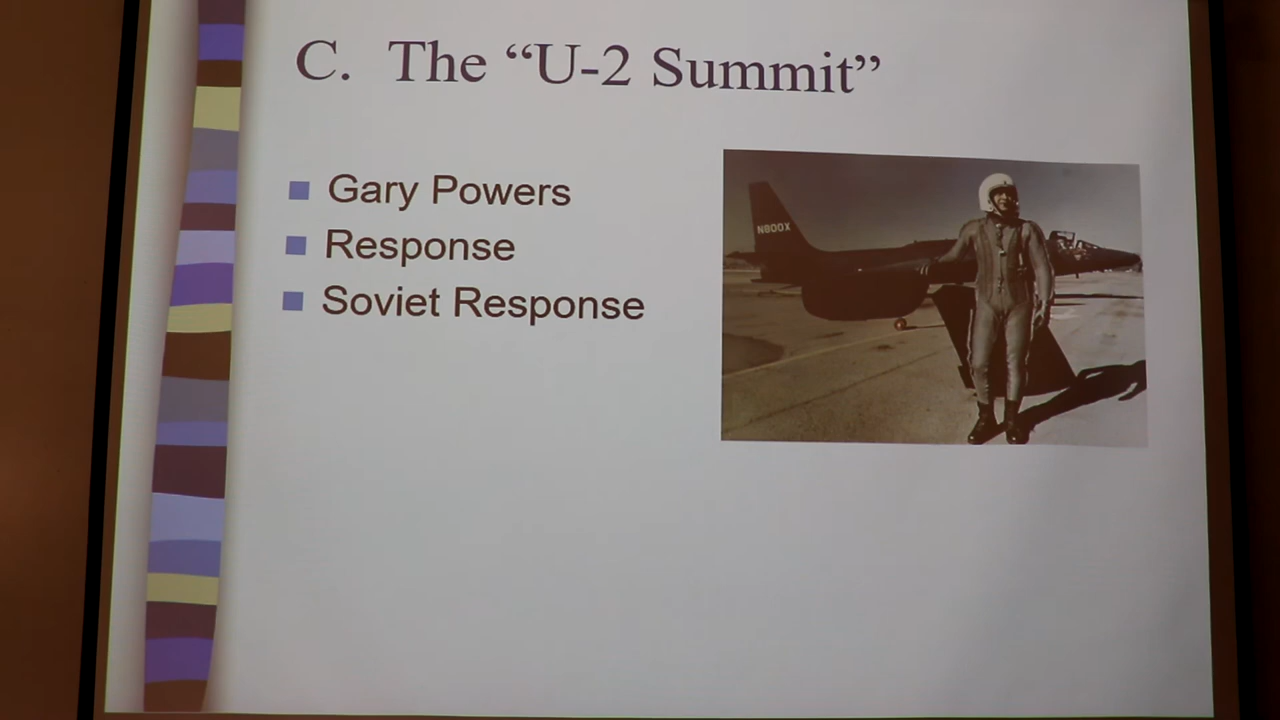 C. The “U-2 Summit”
Gary Powers
Response
Soviet Response
N800X